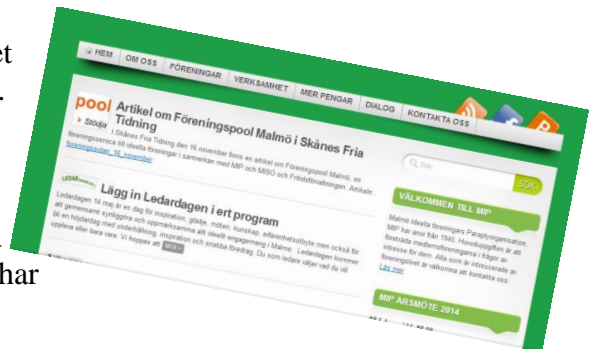 et
.
har
HEM OM OSS FÖRENINGAR VERKSAMHET MER PENGAR DIALOG KONTAKTA OSS
pool
Stödja
Artikel om Föreningspool Malmö i Skånes Fria
Tidning
I Skånes Fria Tidning den 16 november finns en artikel om Föreningspool Malmö, en
föreningsservice till ideella föreningar i samverkan med MIP och MISO och Fritidsförvaltningen. Artikeln:
foreningssidan_16_november
LEDAR
Lägg in Ledardagen i ert program
Ledardagen 14 maj är en dag för inspiration, glädje, möten, kunskap, erfarenhetsutbyte men också för
att gemensamt synliggöra och uppmärksamma allt ideellt engagemang i Malmö. Ledardagen kommer
bli en höjdardag med underhållning, inspiration och snabba föredrag. Du som ledare väljer vad du vill
uppleva eller bara vara. Vi hoppas att
Sök
SÖK
VÄLKOMMEN TILL MIP
Malmö Ideella föreningars Paraplyorganisation,
MIP har anor från 1945. Huvuduppgiften är att
företräda medlemsföreningarna i frågor av
intresse för dem. Alla som är intresserade av
föreningslivet är välkomna att kontakta oss.
Läs mer
MIP ÅRSMÖTE 2014